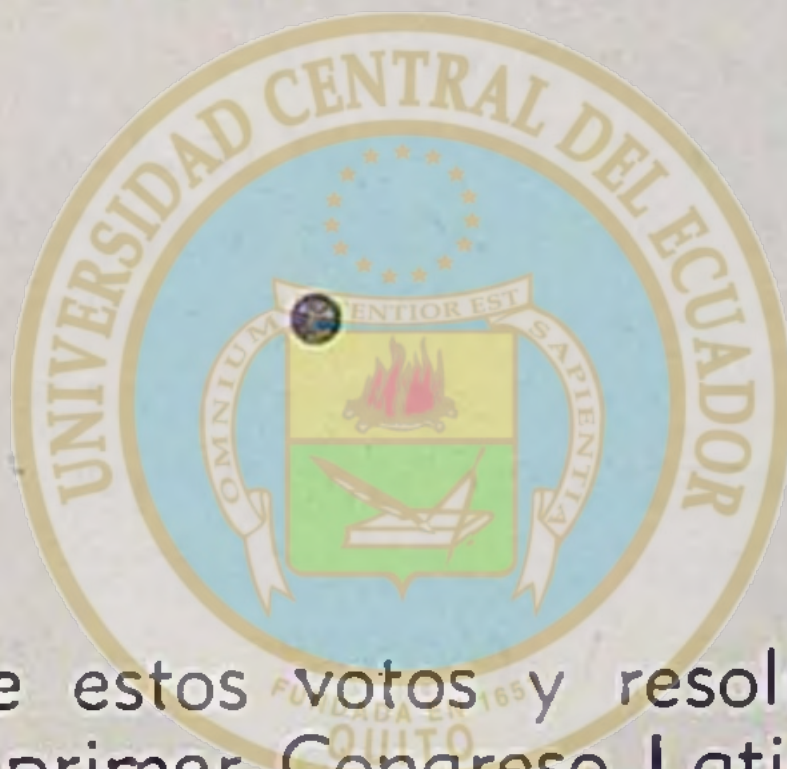 UNIVERSIDAD CENTRAL DEL ECUADOR
OMNIUM ENTIOR EST SAPIENTIA
FUNDADA EN 165
QUITO
e estos votos y resol
primer Congreso Lati